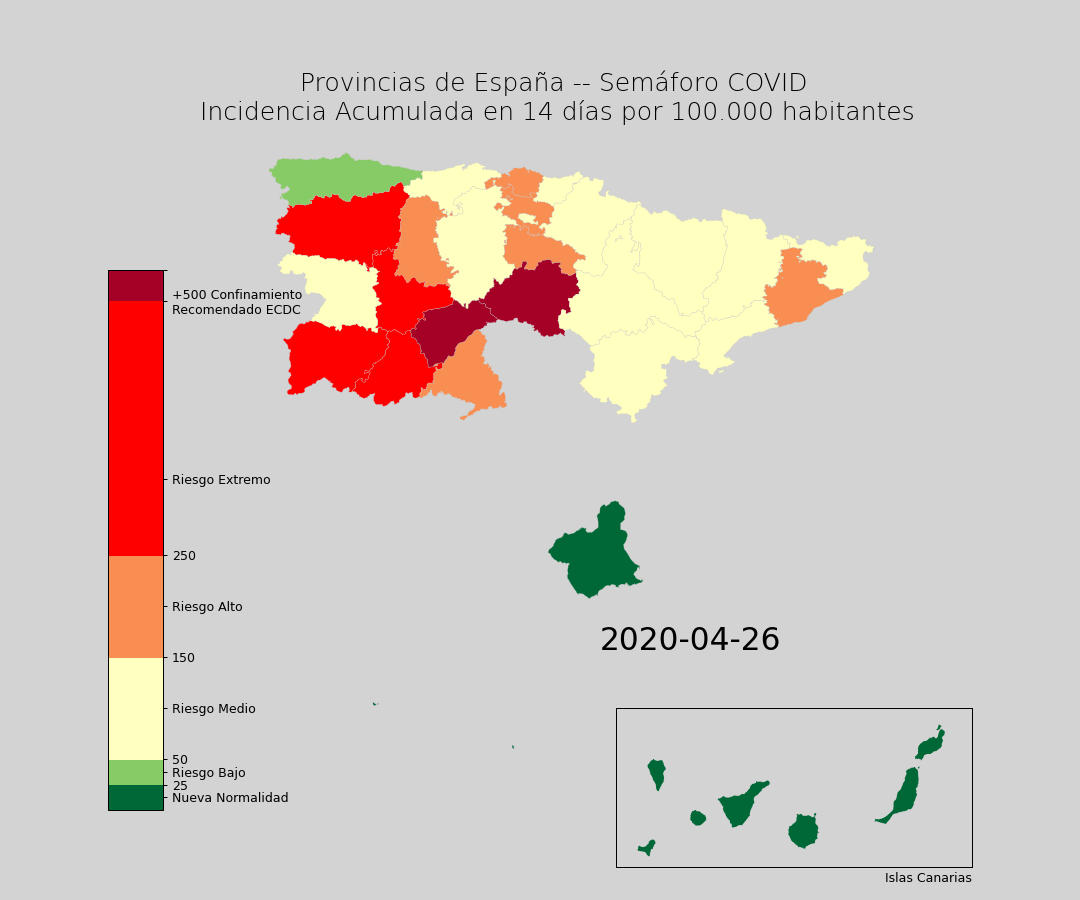 Provincias de España -- Semáforo COVID
Incidencia Acumulada en 14 días por 100.000 habitantes
+500 Confinamiento
Recomendado ECDC
Riesgo Extremo
250
Riesgo Alto
150
Riesgo Medio
50
Riesgo Bajo
25
Nueva Normalidad
2020-04-26
Islas Canarias